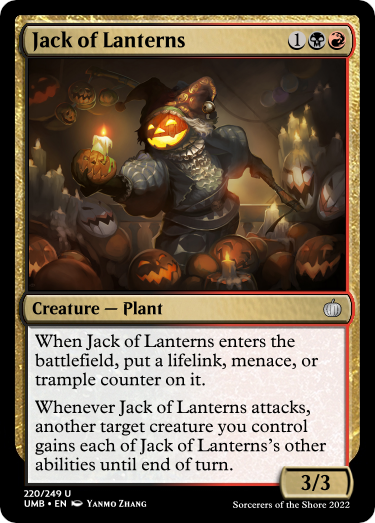 Jack of Lanterns 1
Creature — Plant
When Jack of Lanterns enters the
battlefield, put a lifelink, menace, or
trample counter on it.
Whenever Jack of Lanterns attacks,
another target creature you control
gains each of Jack of Lanterns's other
abilities until end of turn.
3/3
220/249 U
UMB • EN Yanmo Zhang
Sorcerers of the Shore 2022